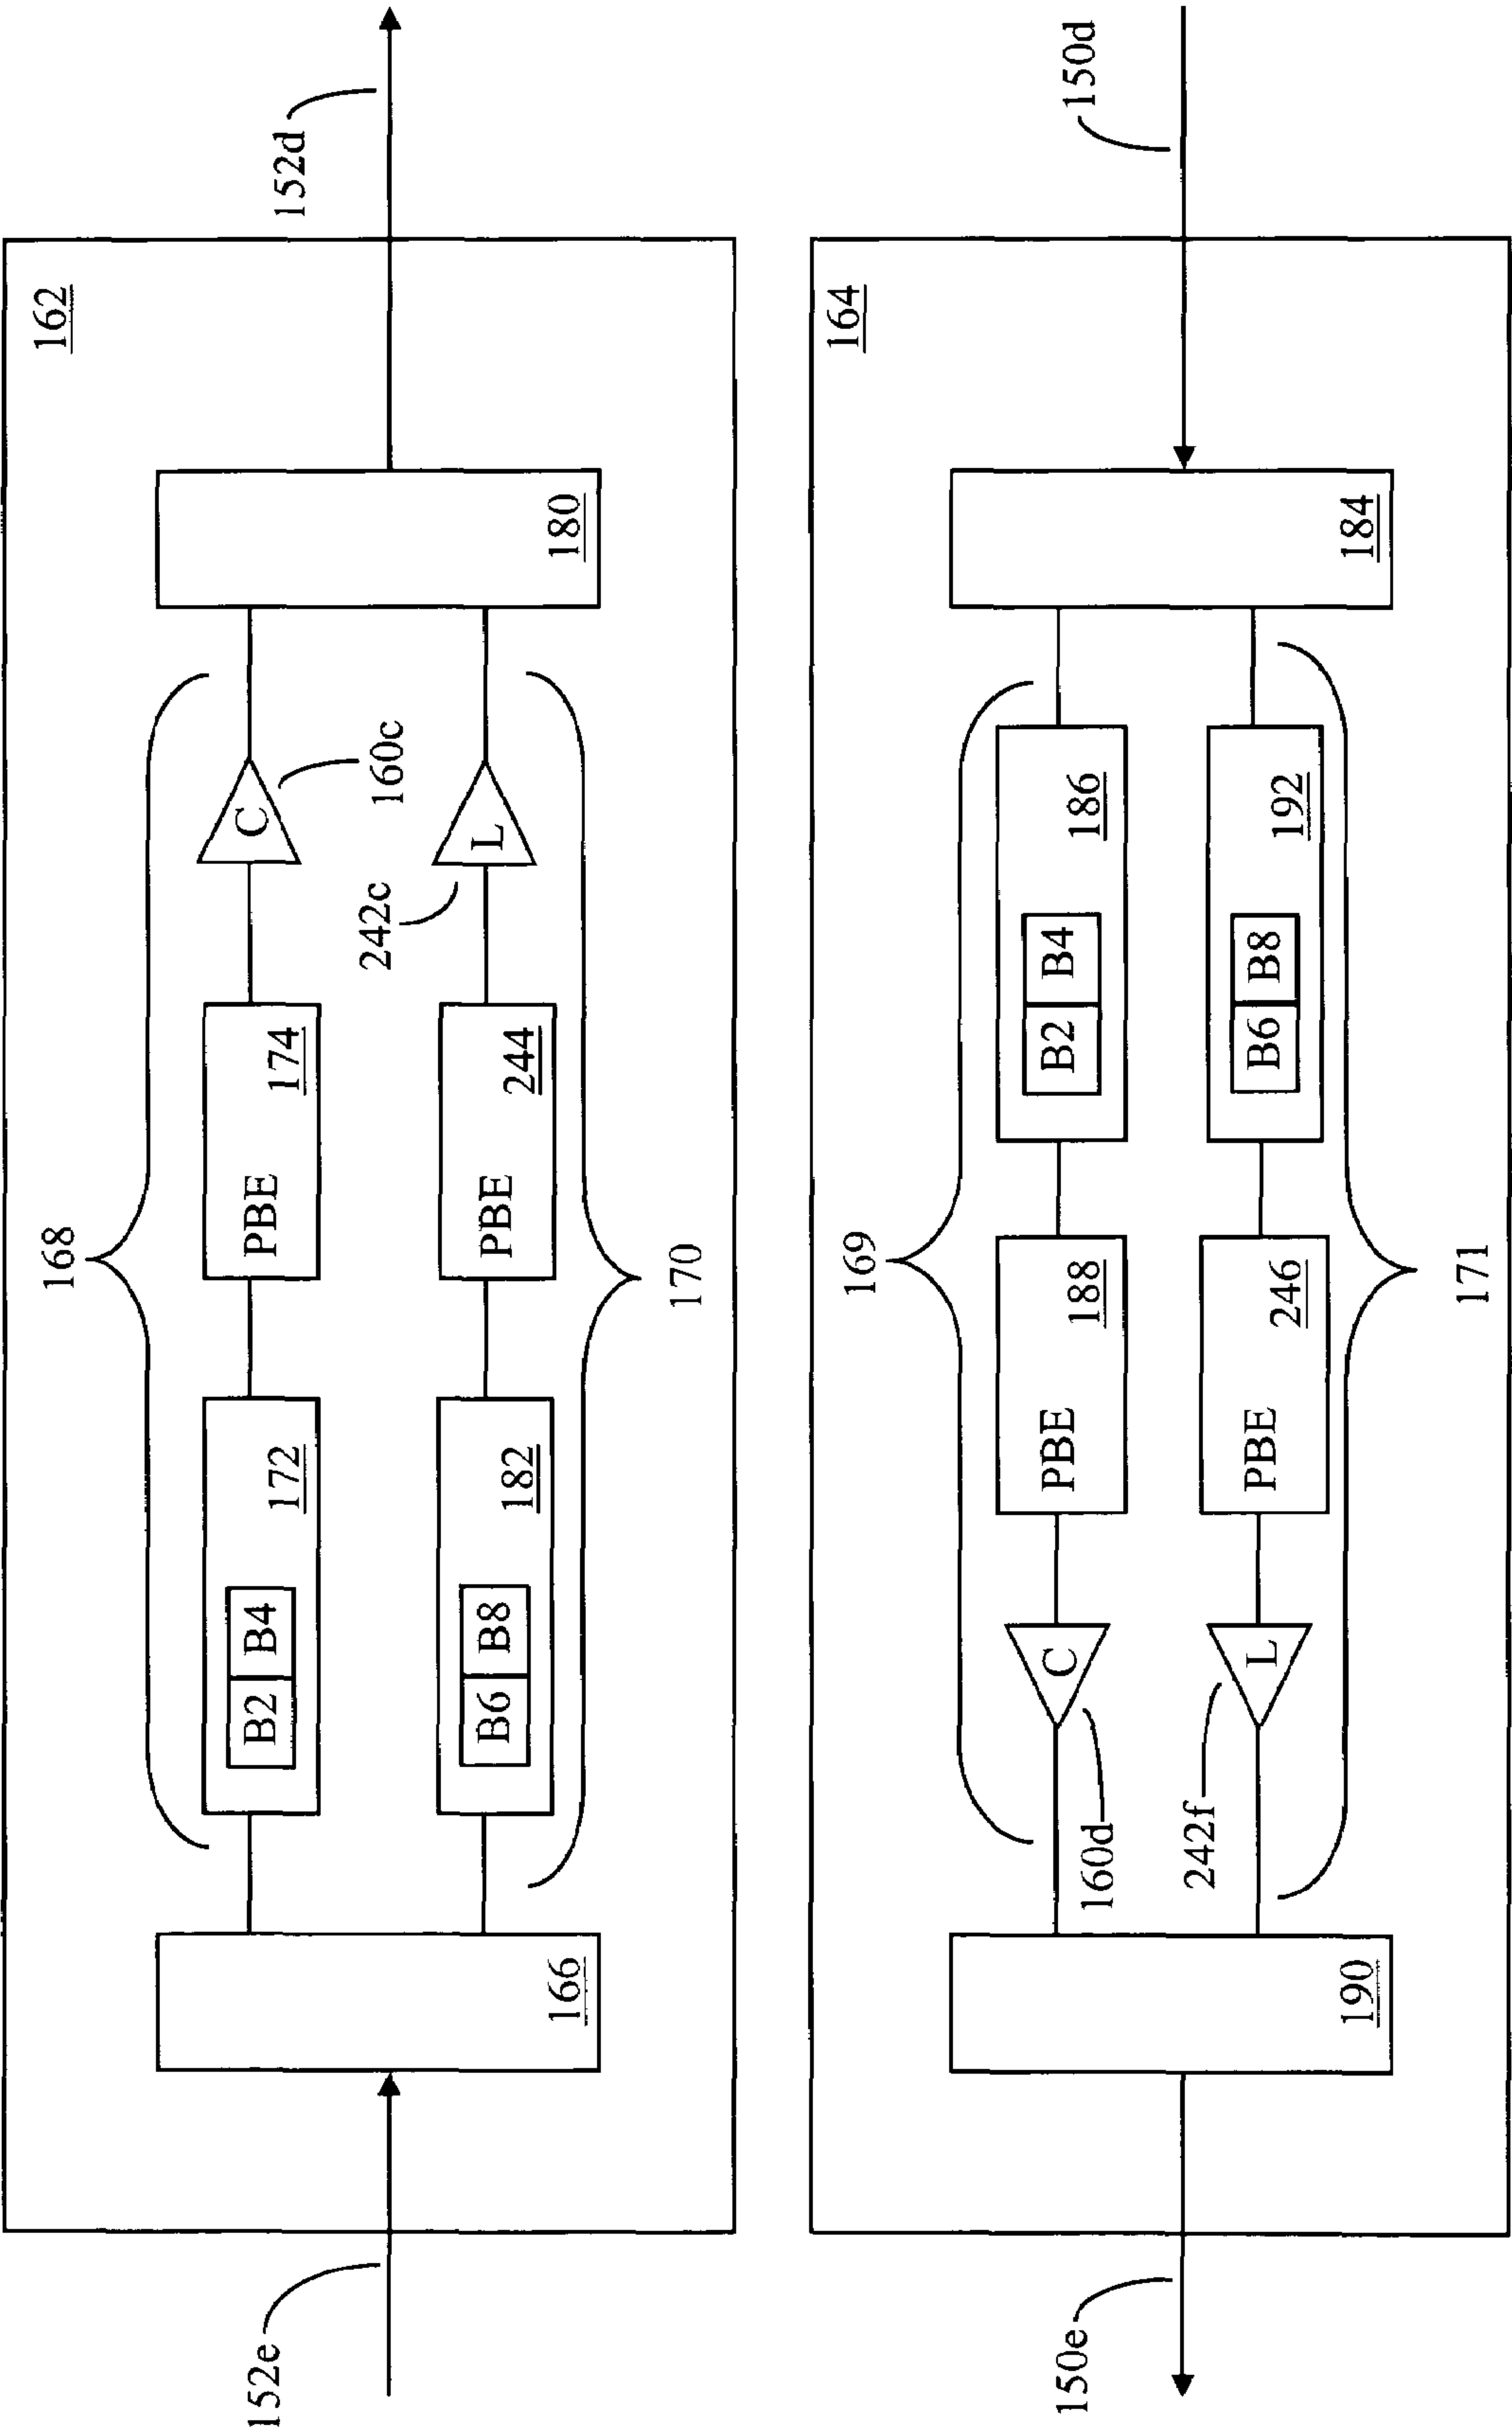 152e
152d
162
166
168
B2 B4
172
PBE
174
C
160c
180
B6 B8
182
PBE
244
L
242c
170
150e
150d
164
190
169
C
160d
PBE
188
B2 B4
186
184
L
242f
PBE
246
B6 B8
192
171